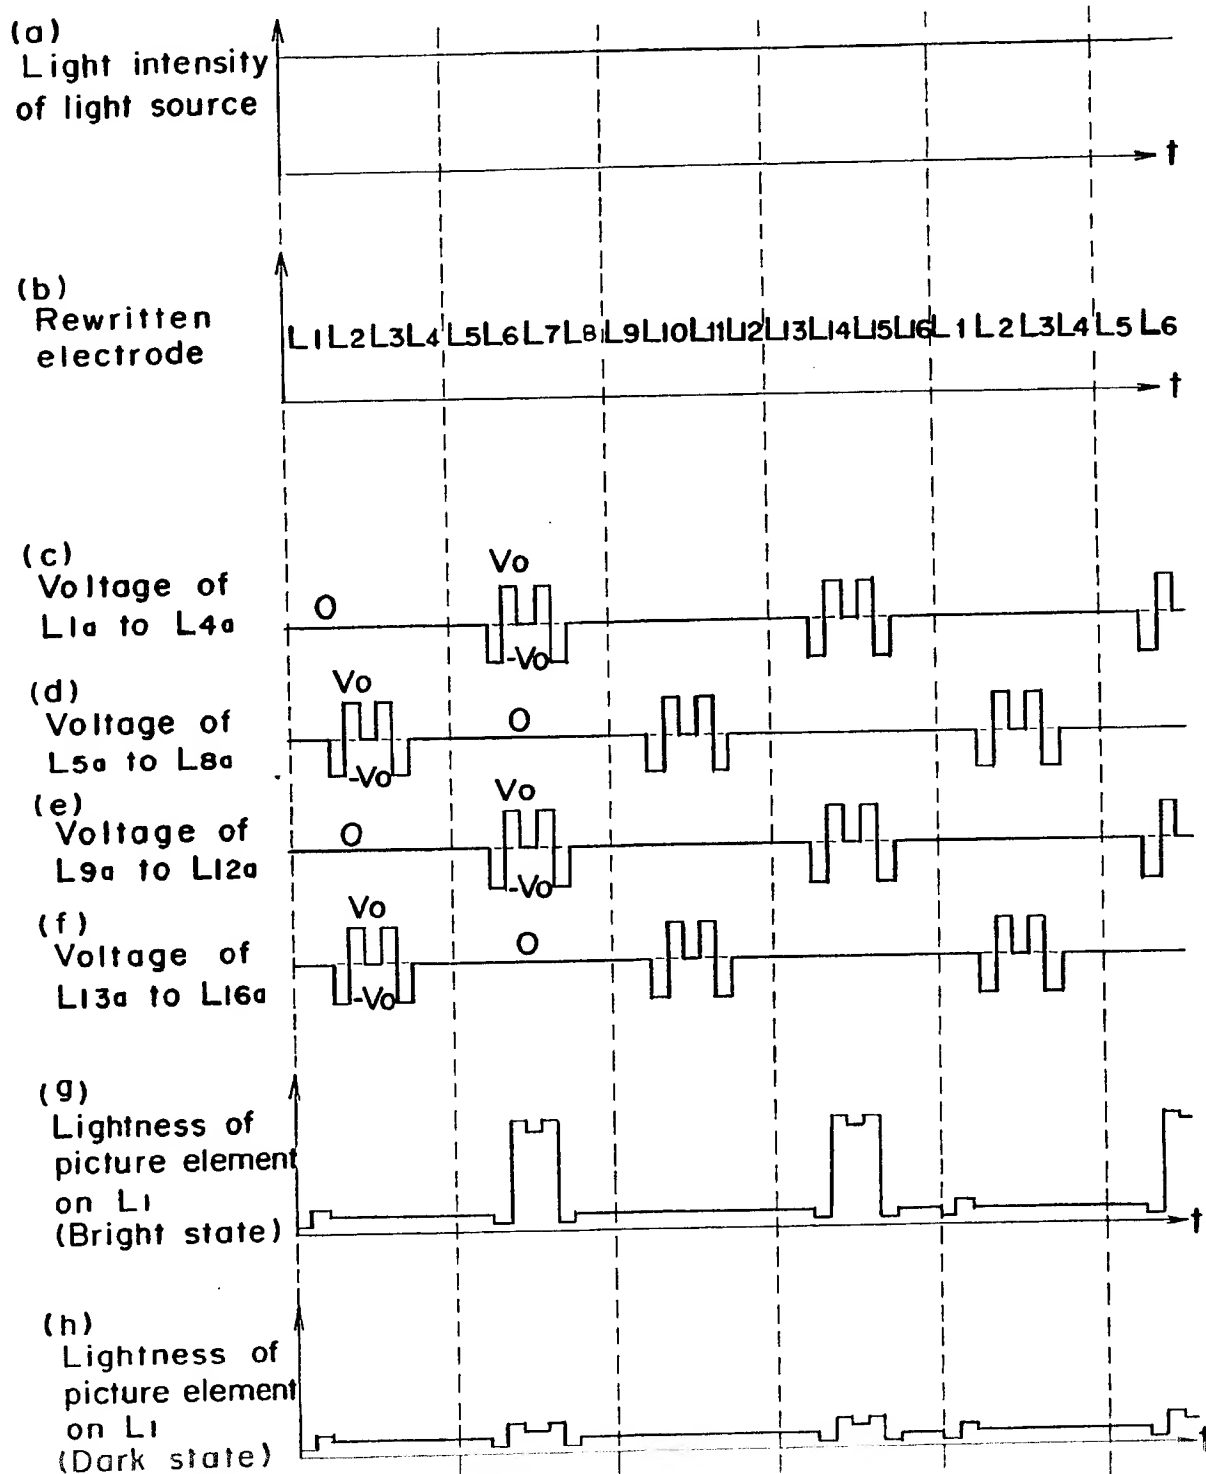 (a)
Light intensity
of light source
t
(b)
Rewritten
electrode
L1 L2 L3 L4 L5 L6 L7 L8 L9 L10 L11 L12 L13 L14 L15 L16 L1 L2 L3 L4 L5 L6
t
(c)
Voltage of
L1a to L4a
O
Vo
-Vo
(d)
Voltage of
L5a to L8a
Vo
-Vo
O
(e)
Voltage of
L9a to L12a
O
Vo
-Vo
(f)
Voltage of
L13a to L16a
Vo
-Vo
O
(g)
Lightness of
picture element
on L1
(Bright state)
t
(h)
Lightness of
picture element
on L1
(Dark state)
t